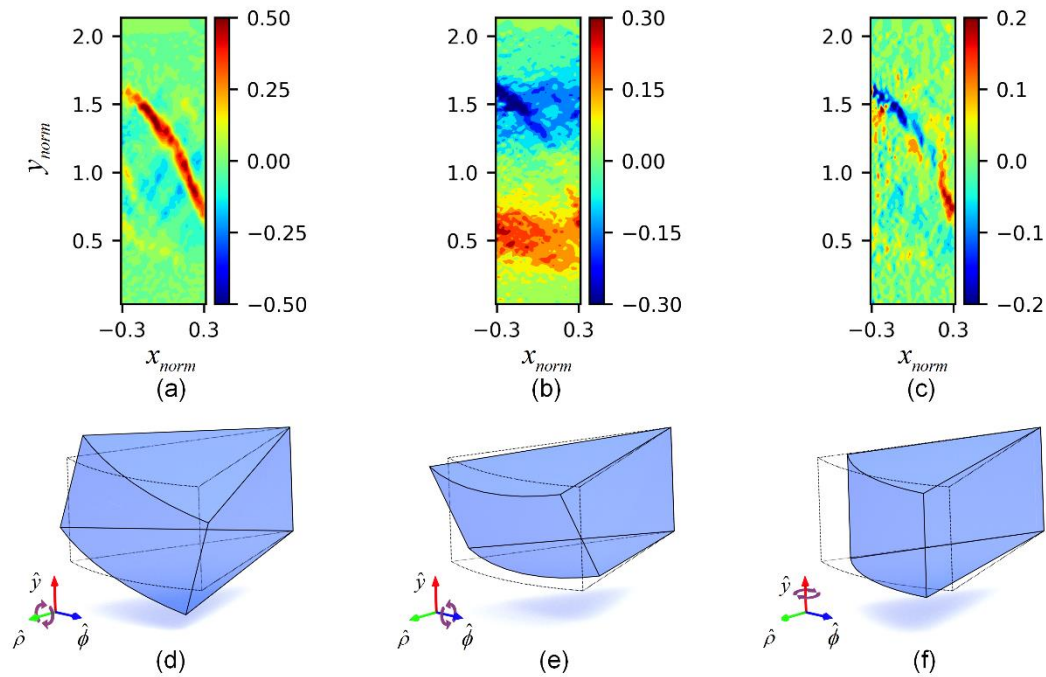 2.0
1.5
1.0
0.5
−0.3 0.3
0.50
0.25
0.00
−0.25
−0.50
y_norm
x_norm
(a)
2.0
1.5
1.0
0.5
−0.3 0.3
0.30
0.15
0.00
−0.15
−0.30
x_norm
(b)
2.0
1.5
1.0
0.5
−0.3 0.3
0.2
0.1
0.0
−0.1
−0.2
x_norm
(c)
ŷ
ρ̂ ϕ̂
(d)
ŷ
ρ̂ ϕ̂
(e)
ŷ
ρ̂ ϕ̂
(f)